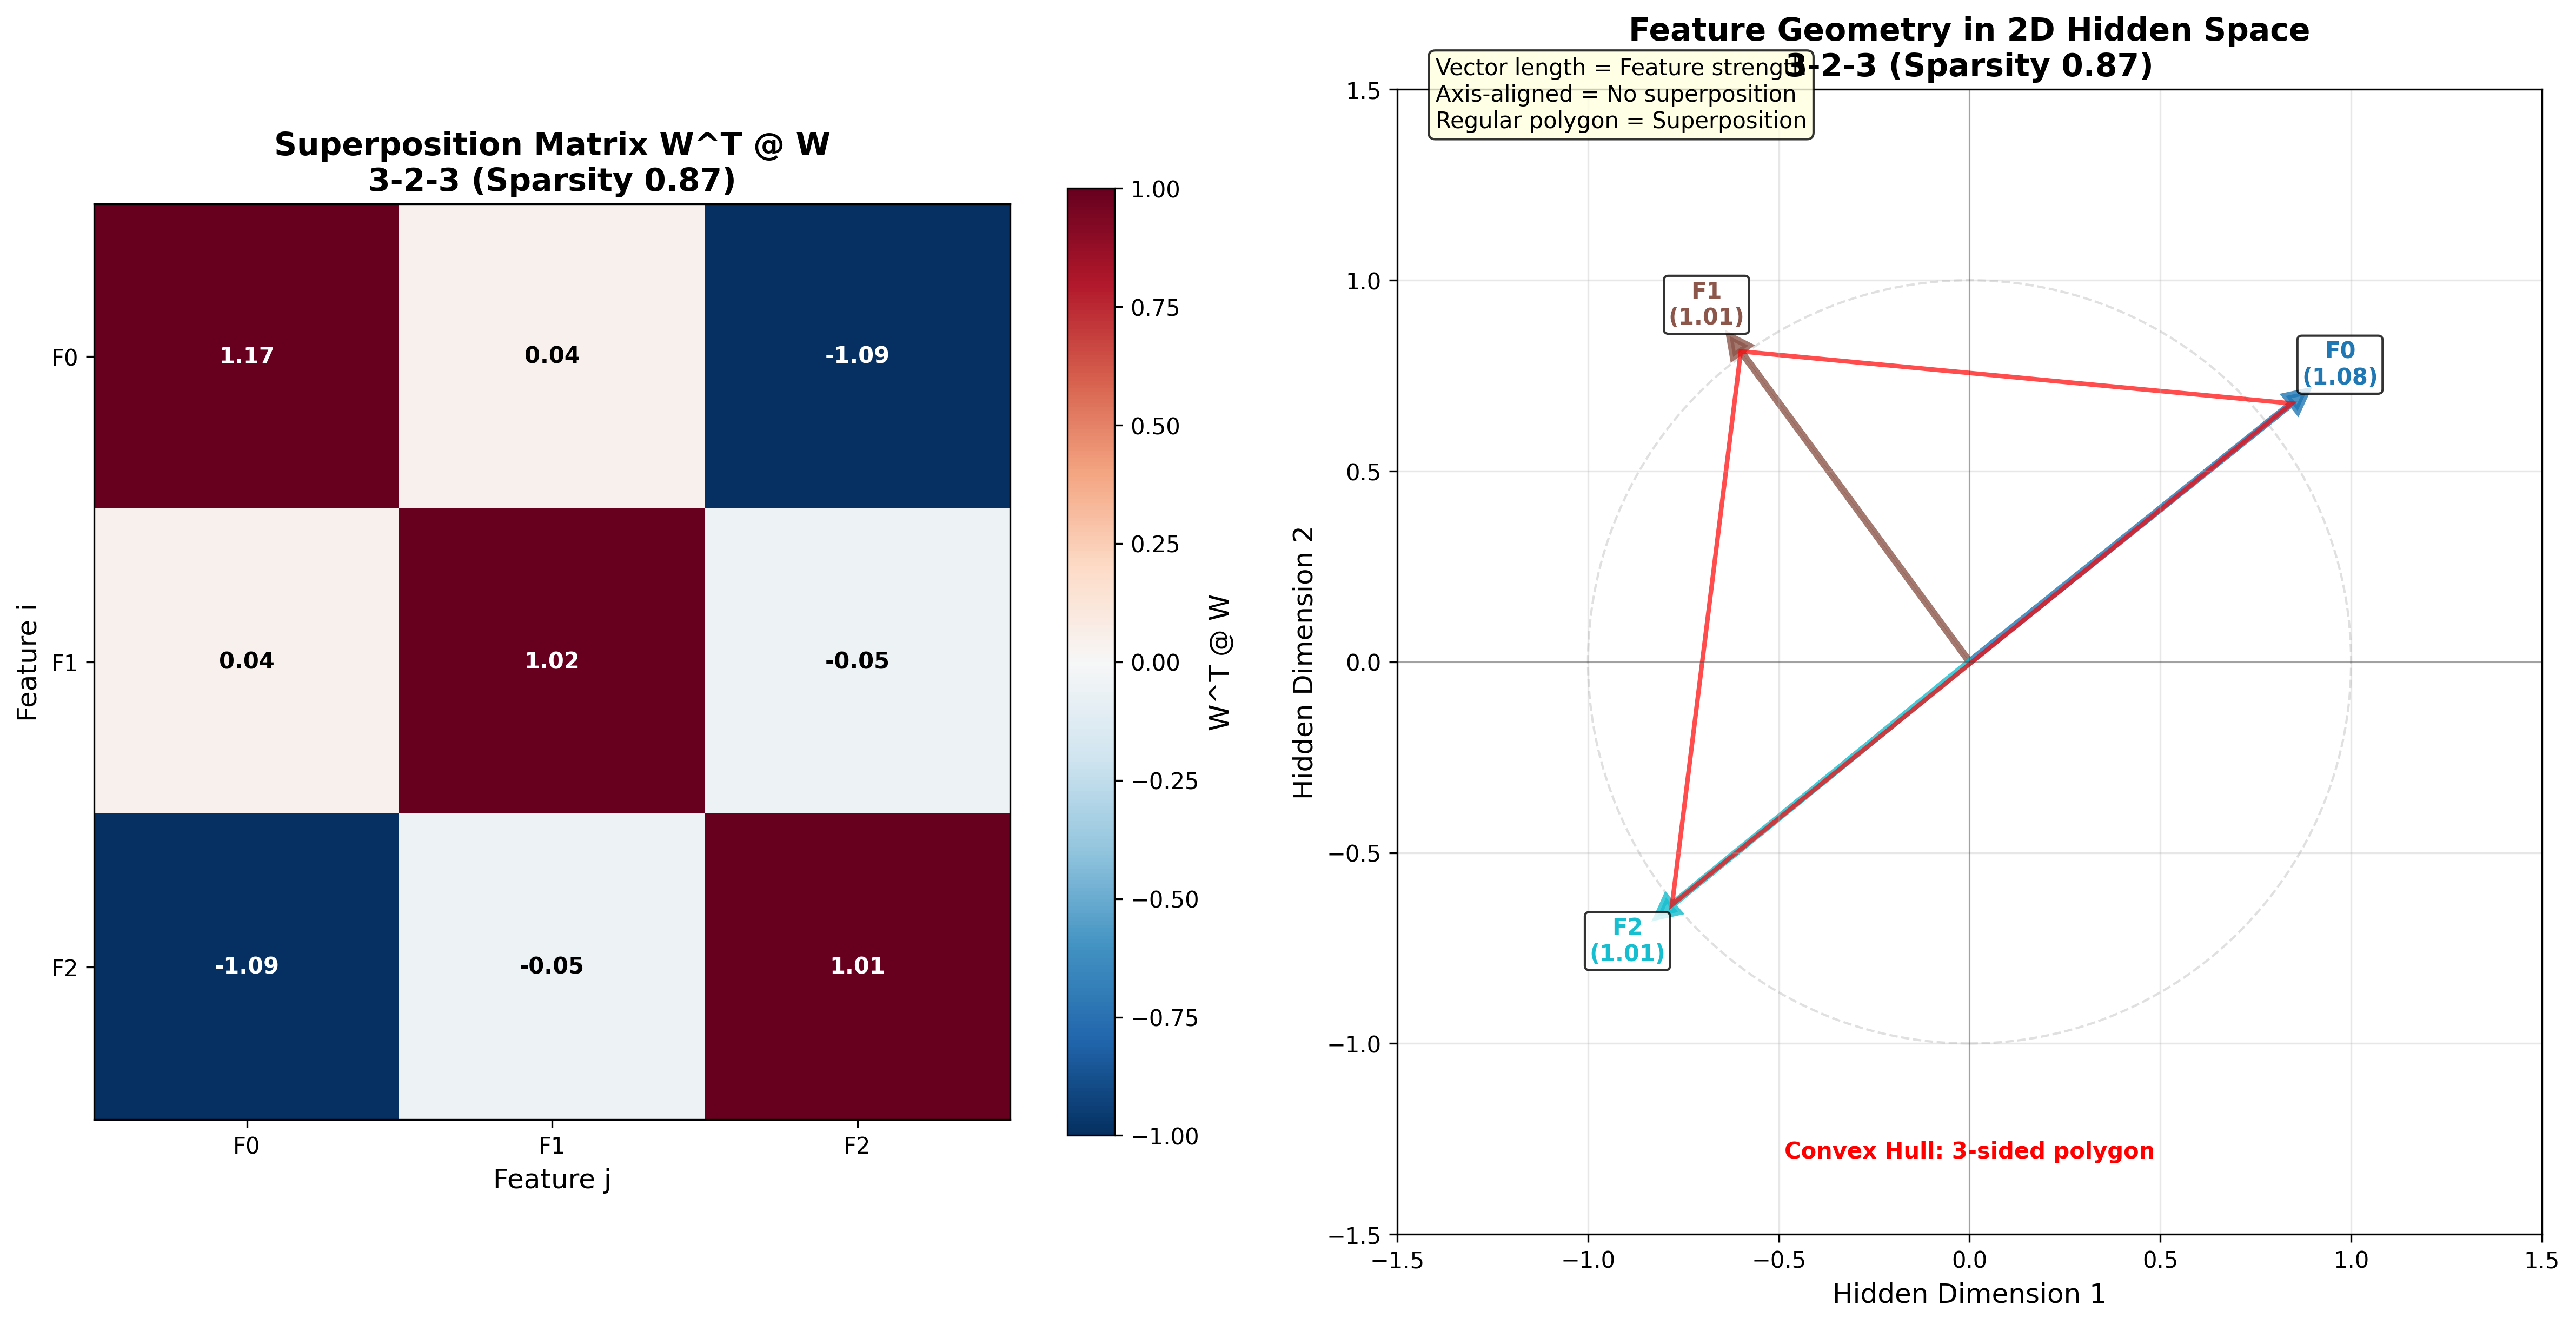 Superposition Matrix W^T @ W
3-2-3 (Sparsity 0.87)
F0
F1
F2
Feature i
1.17
0.04
-1.09
0.04
1.02
-0.05
-1.09
-0.05
1.01
F0
F1
F2
Feature j
1.00
0.75
0.50
0.25
0.00
−0.25
−0.50
−0.75
−1.00
W^T @ W
Feature Geometry in 2D Hidden Space
3-2-3 (Sparsity 0.87)
Vector length = Feature strength
Axis-aligned = No superposition
Regular polygon = Superposition
1.5
1.0
0.5
0.0
−0.5
−1.0
−1.5
Hidden Dimension 2
F1
(1.01)
F0
(1.08)
F2
(1.01)
Convex Hull: 3-sided polygon
−1.5
−1.0
−0.5
0.0
0.5
1.0
1.5
Hidden Dimension 1